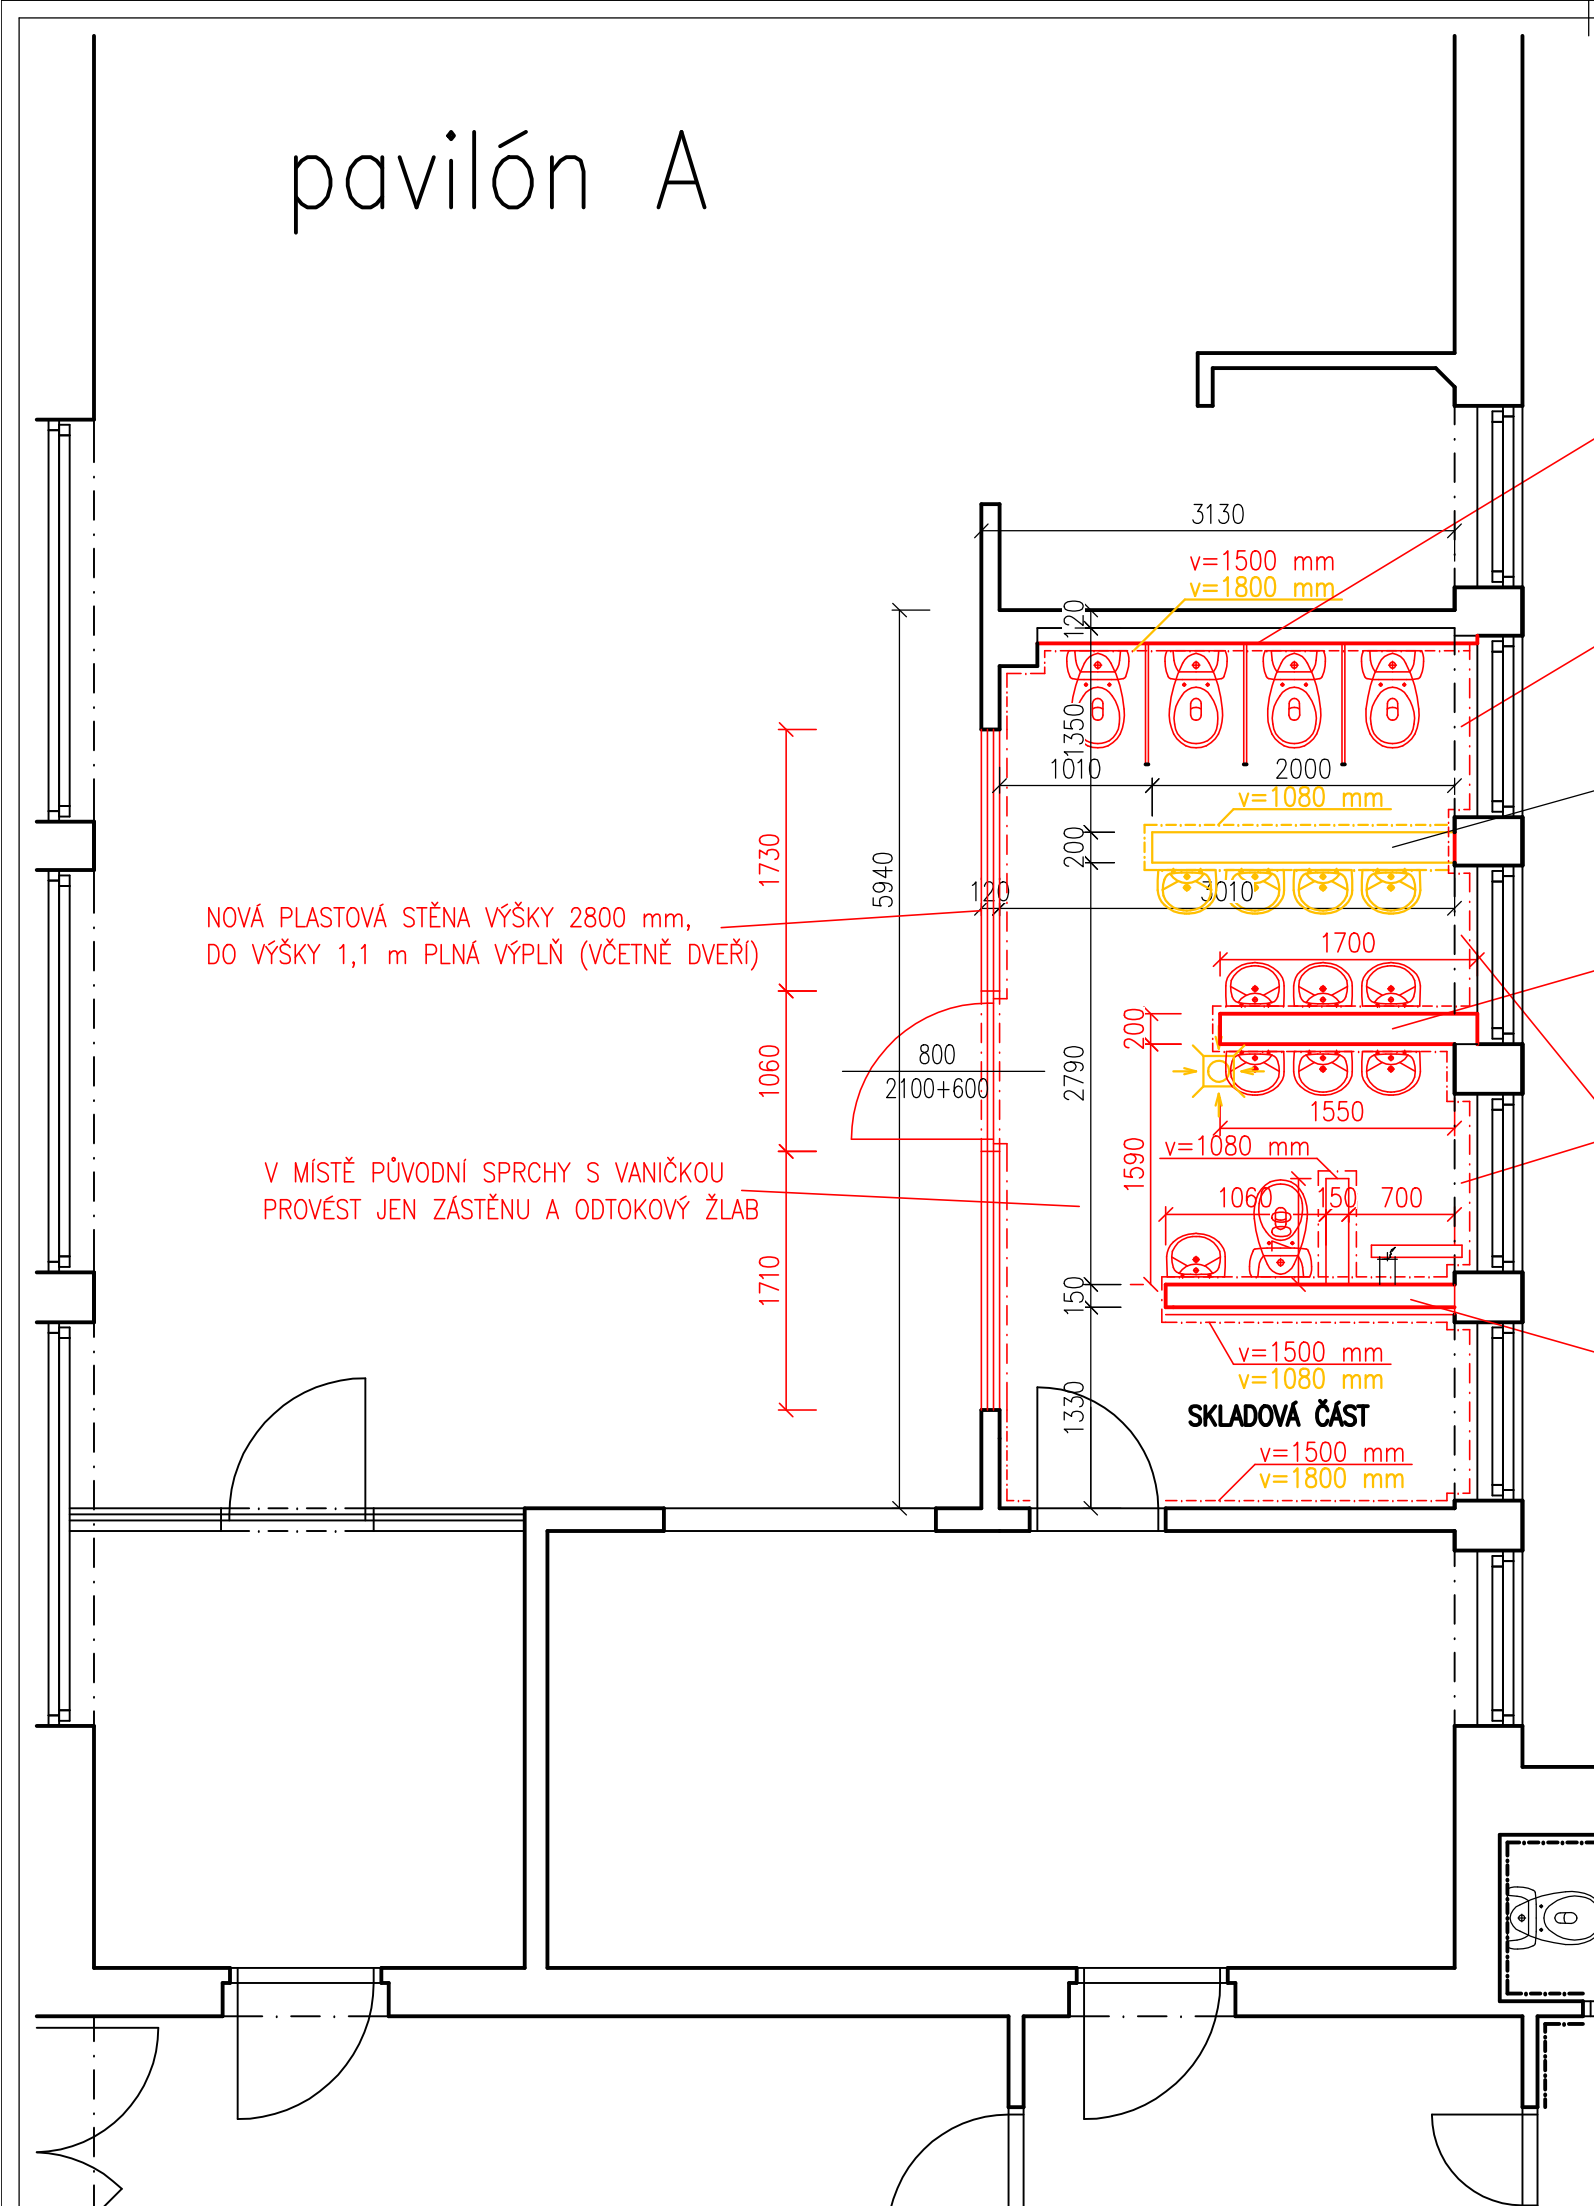 pavilón A
3130
v=1500 mm
v=1800 mm
120
1350
1010
2000
v=1080 mm
200
1730
5940
120
3010
NOVÁ PLASTOVÁ STĚNA VÝŠKY 2800 mm,
DO VÝŠKY 1,1 m PLNÁ VÝPLŇ (VČETNĚ DVEŘÍ)
1700
200
800
2100+600
1060
2790
1550
1590
v=1080 mm
V MÍSTĚ PŮVODNÍ SPRCHY S VANIČKOU
PROVÉST JEN ZÁSTĚNU A ODTOKOVÝ ŽLAB
1060
150
700
1710
150
v=1500 mm
v=1080 mm
1330
SKLADOVÁ ČÁST
v=1500 mm
v=1800 mm